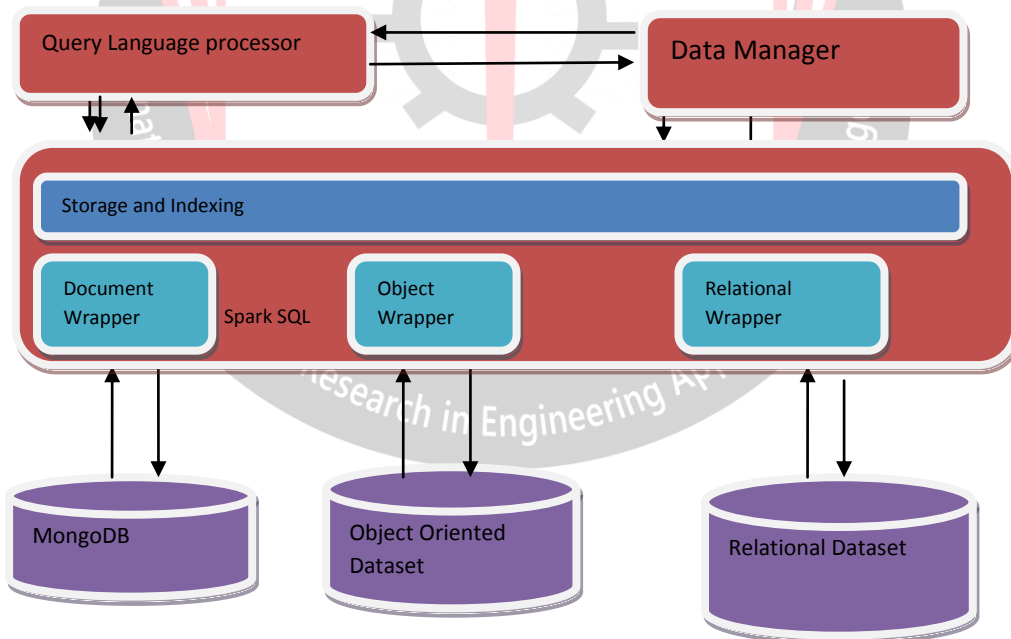 Query Language processor
Data Manager
Storage and Indexing
Document
Wrapper
Spark SQL
Object
Wrapper
Relational
Wrapper
Research in Engineering
MongoDB
Object Oriented
Dataset
Relational Dataset